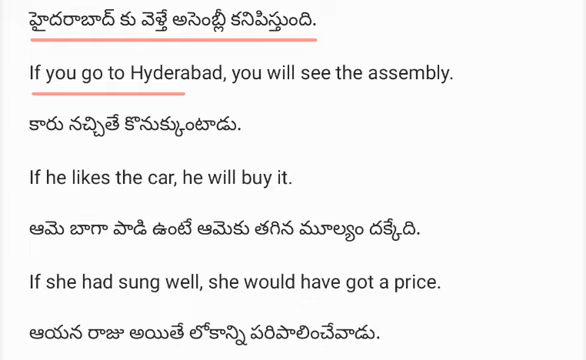 హైదరాబాద్ కు వెళ్తే అసెంబ్లీ కనిపిస్తుంది.
If you go to Hyderabad, you will see the assembly.
కారు నచ్చితే కొనుక్కుంటాడు.
If he likes the car, he will buy it.
ఆమె బాగా పాడి ఉంటే ఆమెకు తగిన మూల్యం దక్కేది.
If she had sung well, she would have got a price.
ఆయన రాజు అయితే లోకాన్ని పరిపాలించేవాడు.